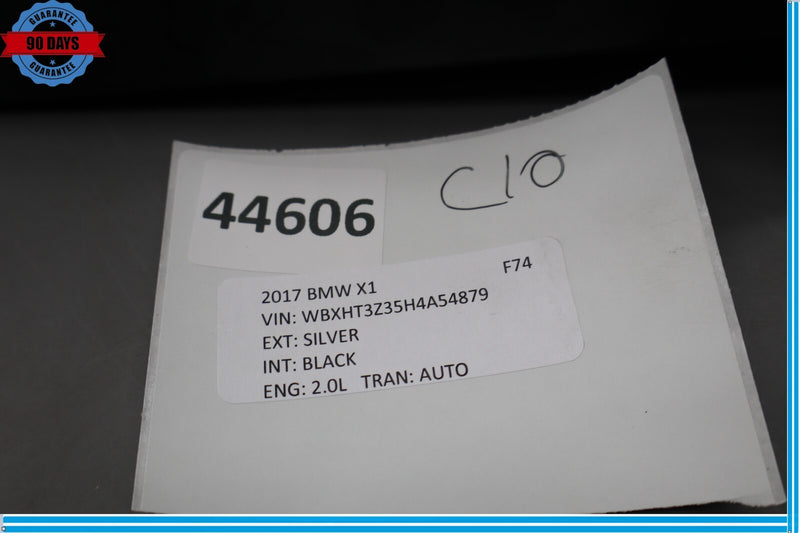 GUARANTEE
90 DAYS
GUARANTEE
44606
C10
F74
2017 BMW X1
VIN: WBXHT3Z35H4A54879
EXT: SILVER
INT: BLACK
ENG: 2.0L TRAN: AUTO